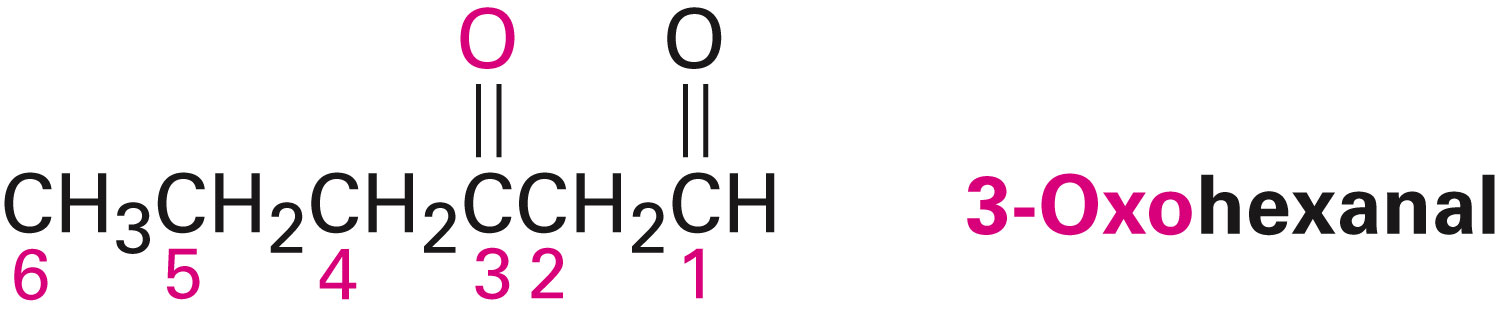 O O
CH₃CH₂CH₂CCH₂CH 3-Oxohexanal
6 5 4 3 2 1